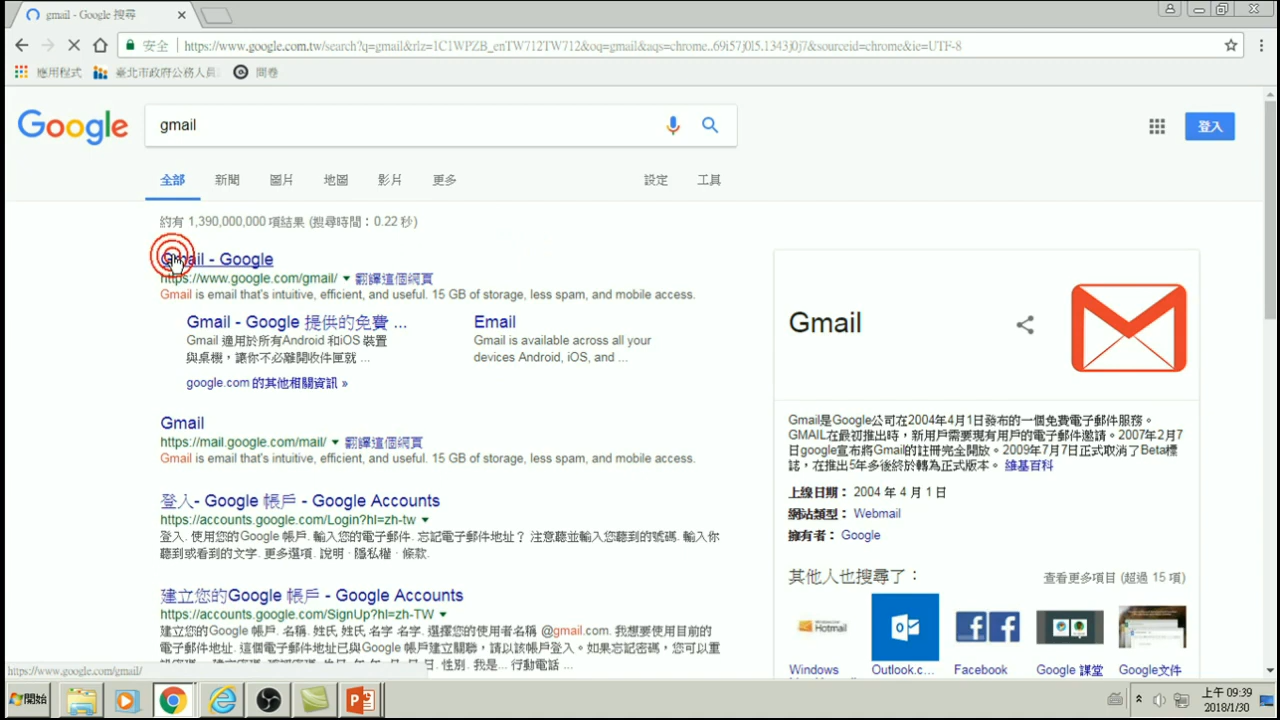 gmail - Google 搜尋
安全
https://www.google.com.tw/search?q=gmail&rlz=1C1WPZB_enTW712TW712&oq=gmail&aqs=chrome..69i57j0l5.1343j0j7&sourceid=chrome&ie=UTF-8
應用程式
臺北市政府公務人員
問卷
Google
gmail
登入
全部
新聞
圖片
地圖
影片
更多
設定
工具
約有 1,390,000,000 項結果 (搜尋時間：0.22 秒)
Gmail - Google
https://www.google.com/gmail/ 翻譯這個網頁
Gmail is email that's intuitive, efficient, and useful. 15 GB of storage, less spam, and mobile access.
Gmail - Google 提供的免費 ...
Gmail 適用於所有Android 和iOS 裝置
與桌機，讓你不必離開收件匣就 ...
Email
Gmail is available across all your
devices Android, iOS, and ...
google.com 的其他相關資訊 »
Gmail
https://mail.google.com/mail/ 翻譯這個網頁
Gmail is email that's intuitive, efficient, and useful. 15 GB of storage, less spam, and mobile access.
登入- Google 帳戶 - Google Accounts
https://accounts.google.com/Login?hl=zh-tw
登入. 使用您的Google 帳戶. 輸入您的電子郵件. 忘記電子郵件地址？ 注意聽並輸入您聽到的號碼. 輸入你
聽到或看到的文字. 更多選項. 說明 · 隱私權 · 條款.
建立您的Google 帳戶 - Google Accounts
https://accounts.google.com/SignUp?hl=zh-TW
建立您的Google 帳戶. 名稱. 姓氏 姓氏 名字 名字. 選擇您的使用者名稱 @gmail.com. 我想要使用目前的
電子郵件地址. 這個電子郵件地址已與Google 帳戶建立關聯，請以該帳戶登入。如果忘記密碼，您可以重
性別. 我是... 行動電話 ...
https://www.google.com/gmail/
Gmail
Gmail是Google公司在2004年4月1日發布的一個免費電子郵件服務。
GMAIL在最初推出時，新用戶需要現有用戶的電子郵件邀請。2007年2月7
日google宣布將Gmail的註冊完全開放。2009年7月7日正式取消了Beta標
誌，在推出5年多後終於轉為正式版本。 維基百科
上線日期： 2004 年 4 月 1 日
網站類型： Webmail
擁有者： Google
其他人也搜尋了：
查看更多項目 (超過 15 項)
Hotmail
Windows
Outlook.c...
Facebook
Google 課堂
Google文件
開始
上午 09:39
2018/1/30